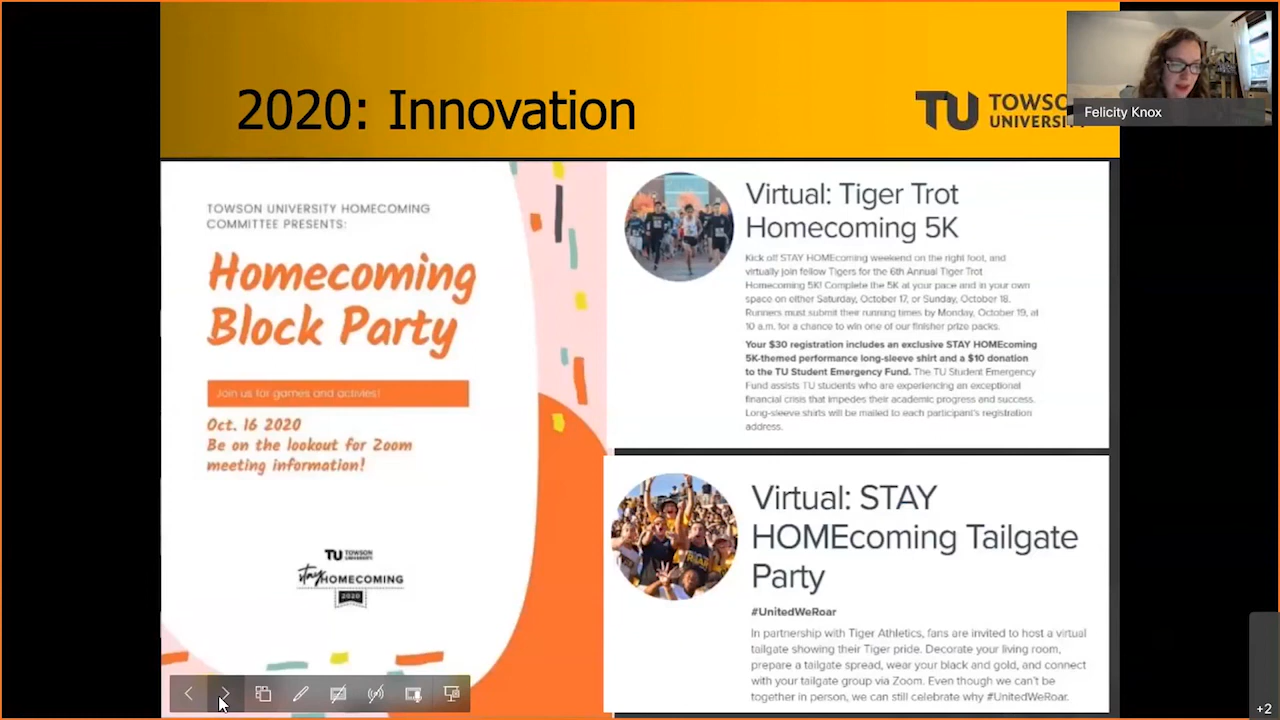 2020: Innovation
TU TOWSON
UNIVERSITY
Felicity Knox
TOWSON UNIVERSITY HOMECOMING
COMMITTEE PRESENTS:
Homecoming
Block Party
Join us for games and activies!
Oct. 16 2020
Be on the lookout for Zoom
meeting information!
TU TOWSON
UNIVERSITY
stay HOMECOMING
2020
Virtual: Tiger Trot
Homecoming 5K
Kick off STAY HOMEcoming weekend on the right foot, and
virtually join fellow Tigers for the 6th Annual Tiger Trot
Homecoming 5K! Complete the 5K at your pace and in your own
space on either Saturday, October 17, or Sunday, October 18.
Runners must submit their running times by Monday, October 19, at
10 a.m. for a chance to win one of our finisher prize packs.
Your $30 registration includes an exclusive STAY HOMEcoming
5K-themed performance long-sleeve shirt and a $10 donation
to the TU Student Emergency Fund. The TU Student Emergency
Fund assists TU students who are experiencing an exceptional
financial crisis that impedes their academic progress and success.
Long-sleeve shirts will be mailed to each participant's registration
address.
Virtual: STAY
HOMEcoming Tailgate
Party
#UnitedWeRoar
In partnership with Tiger Athletics, fans are invited to host a virtual
tailgate showing their Tiger pride. Decorate your living room,
prepare a tailgate spread, wear your black and gold, and connect
with your tailgate group via Zoom. Even though we can't be
together in person, we can still celebrate why #UnitedWeRoar.
+2